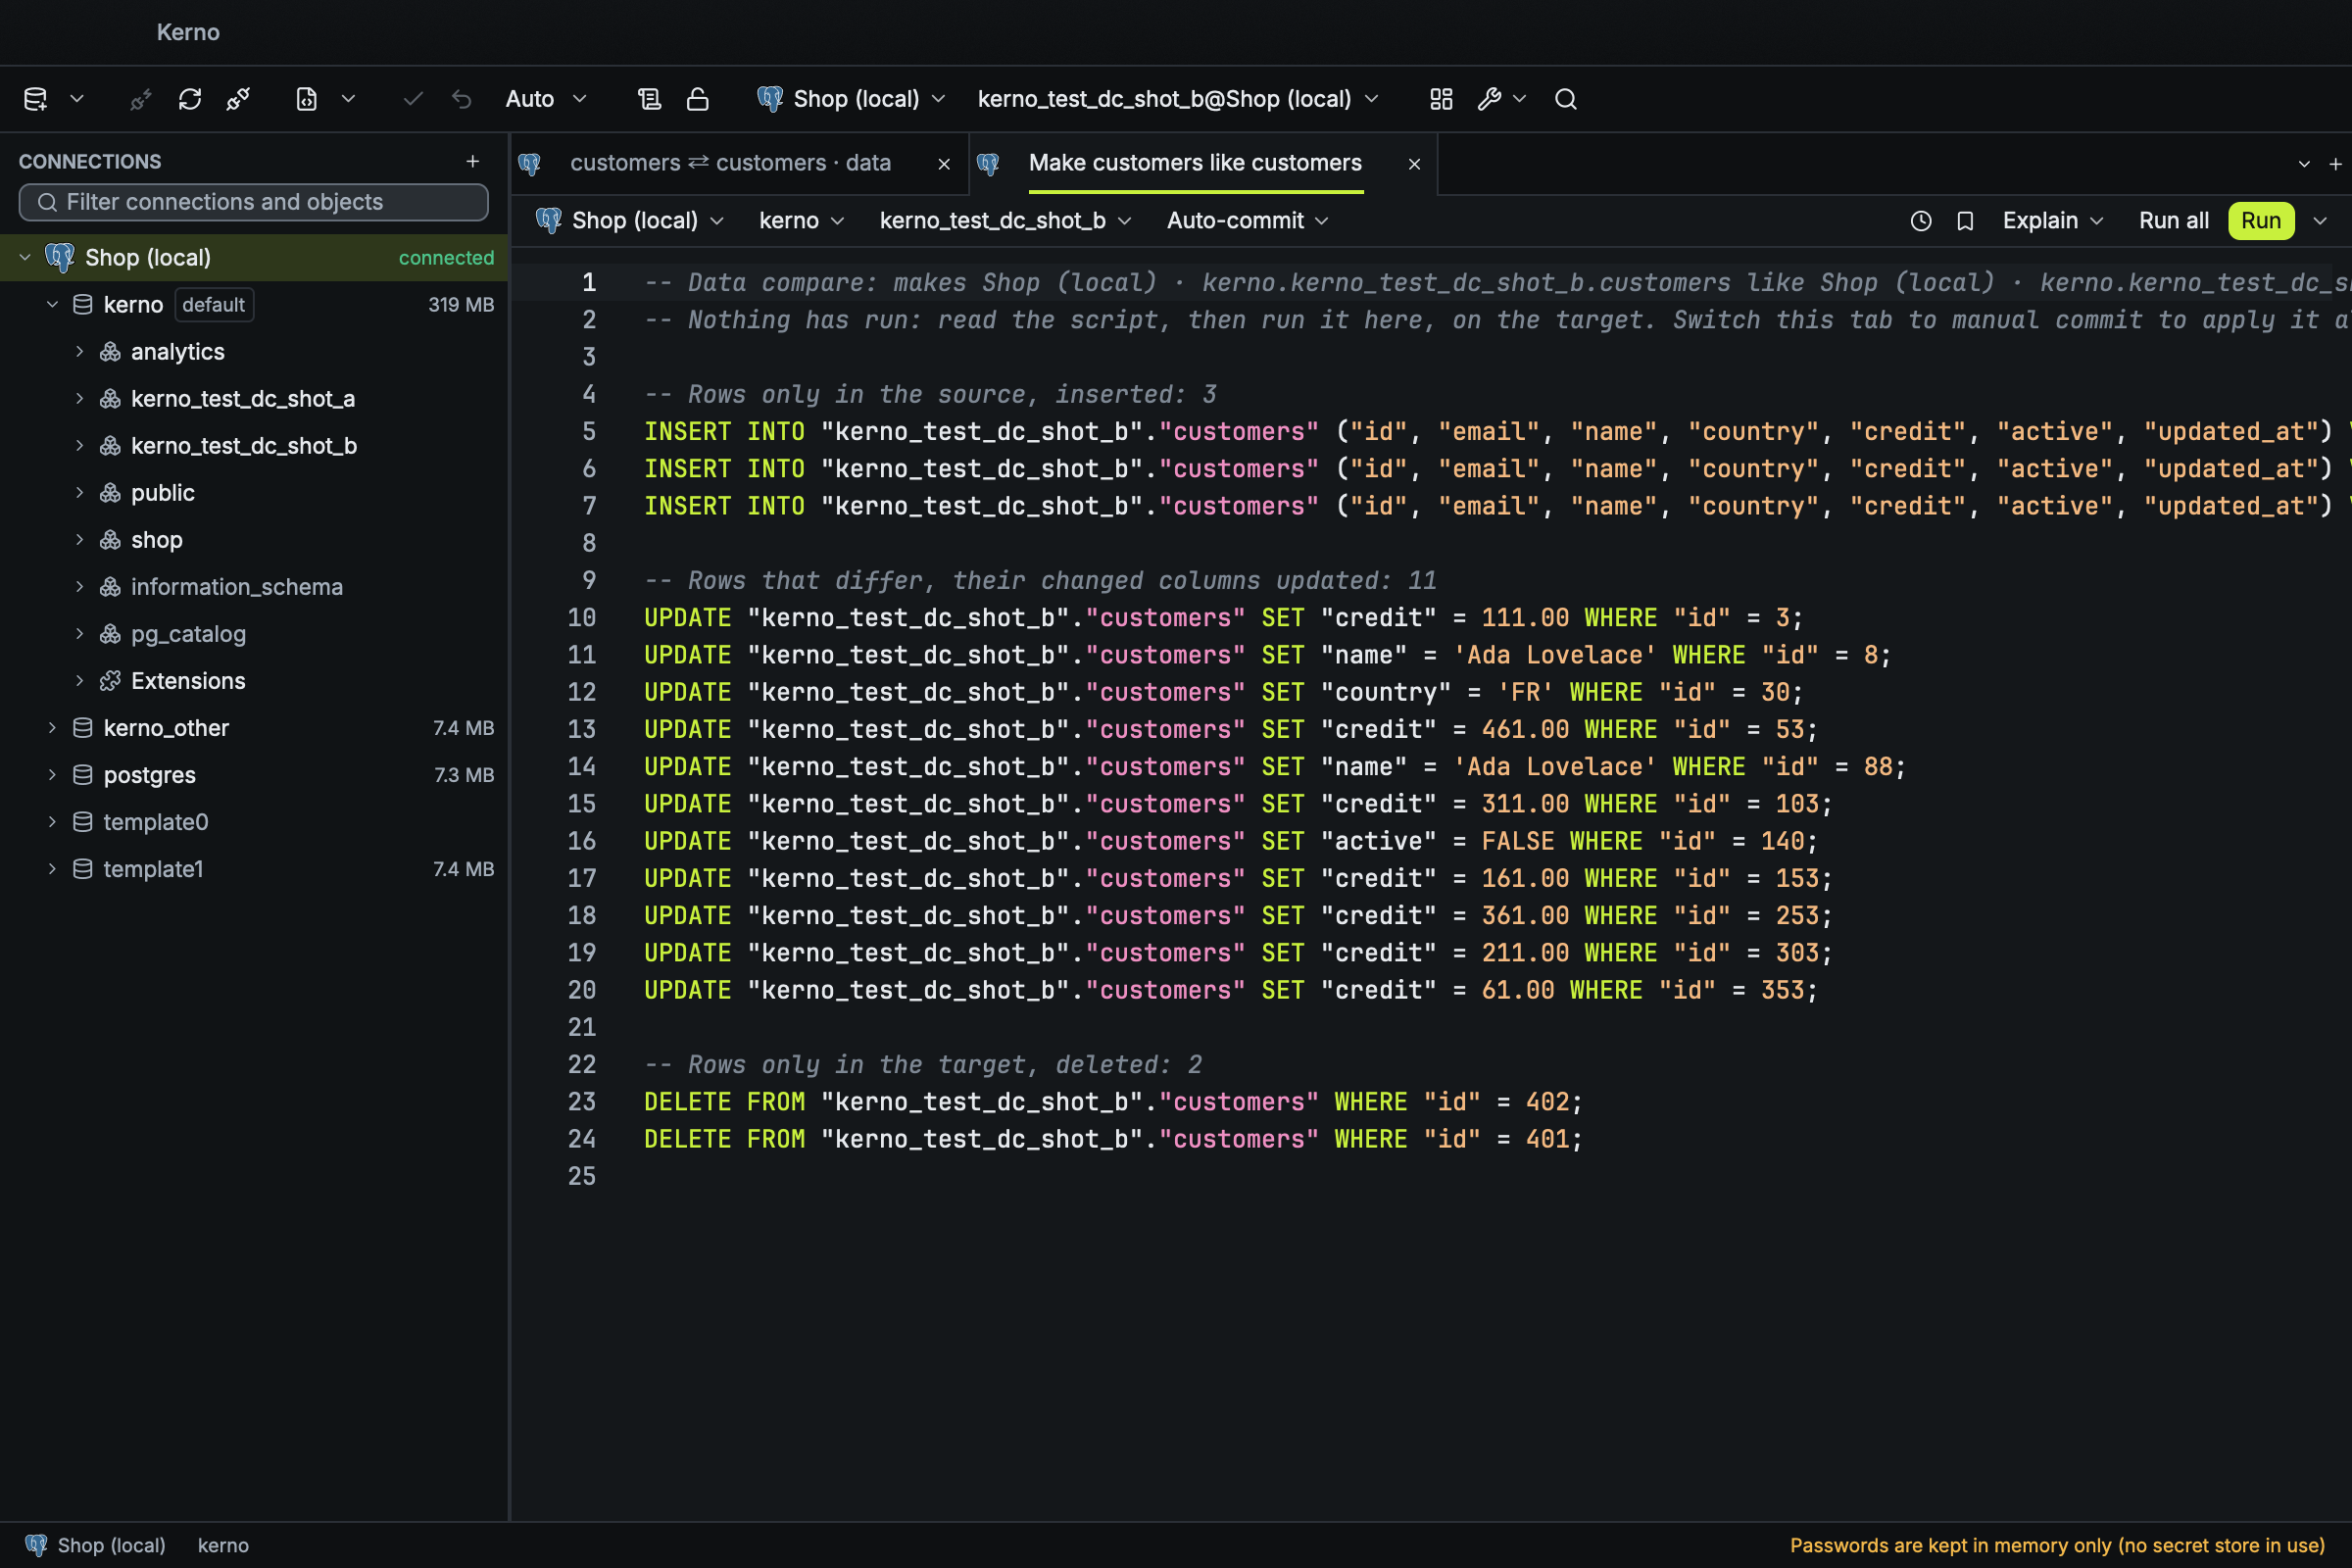 Kerno
Auto
Shop (local)
kerno_test_dc_shot_b@Shop (local)
CONNECTIONS
Filter connections and objects
Shop (local) connected
kerno default 319 MB
analytics
kerno_test_dc_shot_a
kerno_test_dc_shot_b
public
shop
information_schema
pg_catalog
Extensions
kerno_other 7.4 MB
postgres 7.3 MB
template0
template1 7.4 MB
customers ⇄ customers · data
Make customers like customers
Shop (local) kerno kerno_test_dc_shot_b Auto-commit Explain Run all Run
1 -- Data compare: makes Shop (local) · kerno.kerno_test_dc_shot_b.customers like Shop (local) · kerno.kerno_test_dc_s
2 -- Nothing has run: read the script, then run it here, on the target. Switch this tab to manual commit to apply it
3
4 -- Rows only in the source, inserted: 3
5 INSERT INTO "kerno_test_dc_shot_b"."customers" ("id", "email", "name", "country", "credit", "active", "updated_at")
6 INSERT INTO "kerno_test_dc_shot_b"."customers" ("id", "email", "name", "country", "credit", "active", "updated_at")
7 INSERT INTO "kerno_test_dc_shot_b"."customers" ("id", "email", "name", "country", "credit", "active", "updated_at")
8
9 -- Rows that differ, their changed columns updated: 11
10 UPDATE "kerno_test_dc_shot_b"."customers" SET "credit" = 111.00 WHERE "id" = 3;
11 UPDATE "kerno_test_dc_shot_b"."customers" SET "name" = 'Ada Lovelace' WHERE "id" = 8;
12 UPDATE "kerno_test_dc_shot_b"."customers" SET "country" = 'FR' WHERE "id" = 30;
13 UPDATE "kerno_test_dc_shot_b"."customers" SET "credit" = 461.00 WHERE "id" = 53;
14 UPDATE "kerno_test_dc_shot_b"."customers" SET "name" = 'Ada Lovelace' WHERE "id" = 88;
15 UPDATE "kerno_test_dc_shot_b"."customers" SET "credit" = 311.00 WHERE "id" = 103;
16 UPDATE "kerno_test_dc_shot_b"."customers" SET "active" = FALSE WHERE "id" = 140;
17 UPDATE "kerno_test_dc_shot_b"."customers" SET "credit" = 161.00 WHERE "id" = 153;
18 UPDATE "kerno_test_dc_shot_b"."customers" SET "credit" = 361.00 WHERE "id" = 253;
19 UPDATE "kerno_test_dc_shot_b"."customers" SET "credit" = 211.00 WHERE "id" = 303;
20 UPDATE "kerno_test_dc_shot_b"."customers" SET "credit" = 61.00 WHERE "id" = 353;
21
22 -- Rows only in the target, deleted: 2
23 DELETE FROM "kerno_test_dc_shot_b"."customers" WHERE "id" = 402;
24 DELETE FROM "kerno_test_dc_shot_b"."customers" WHERE "id" = 401;
25
Shop (local) kerno
Passwords are kept in memory only (no secret store in use)